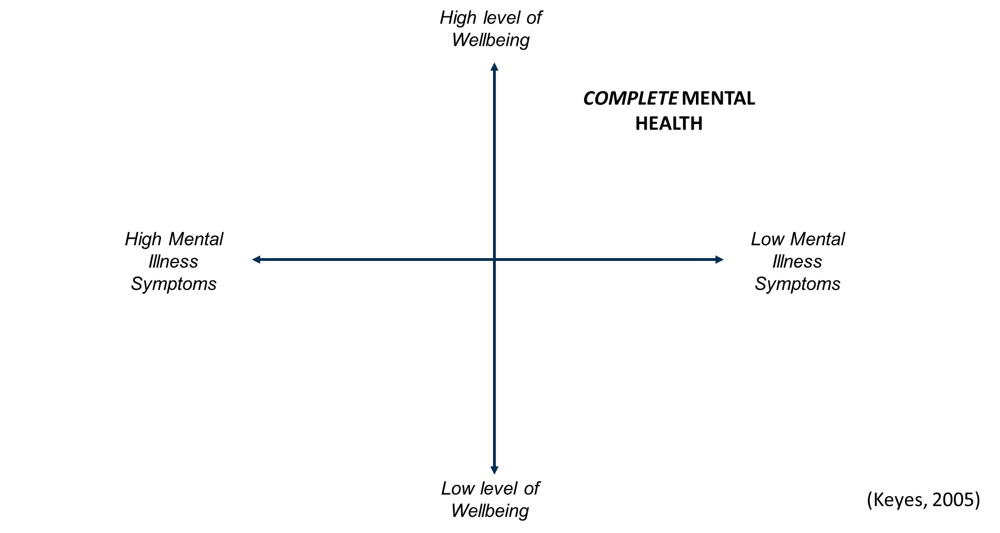 High level of
Wellbeing
COMPLETE MENTAL
HEALTH
High Mental
Illness
Symptoms
Low Mental
Illness
Symptoms
Low level of
Wellbeing
(Keyes, 2005)